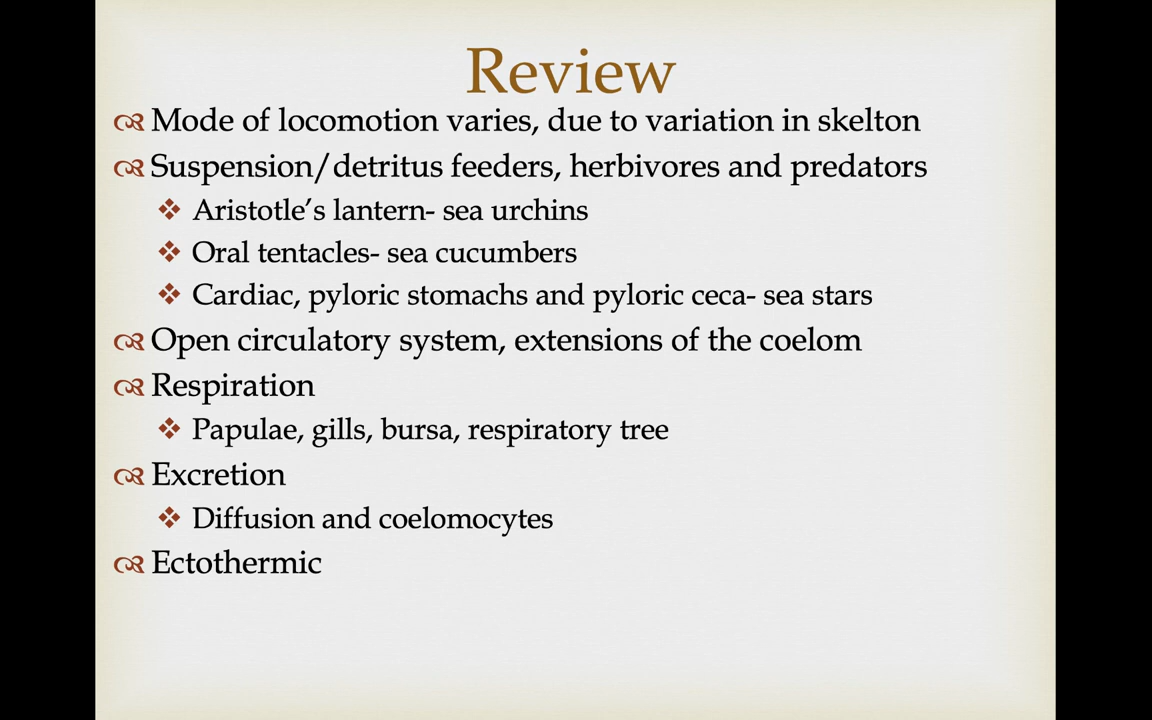 Review
Mode of locomotion varies, due to variation in skelton
Suspension/detritus feeders, herbivores and predators
Aristotle's lantern- sea urchins
Oral tentacles- sea cucumbers
Cardiac, pyloric stomachs and pyloric ceca- sea stars
Open circulatory system, extensions of the coelom
Respiration
Papulae, gills, bursa, respiratory tree
Excretion
Diffusion and coelomocytes
Ectothermic